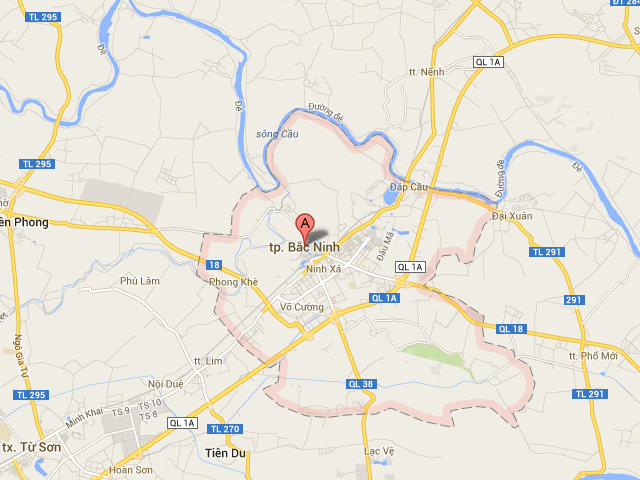 TL 295
ĐT 284
QL 1A
tt. Nếnh
Đê
Đê
Đường đê
sông Cầu
TL 295
Đường đê
Đáp Cầu
Đại Xuân
ên Phong
A
tp. Bắc Ninh
Đấu Mã
TL 291
18
Ninh Xá
QL 1A
Phù Lâm
Phong Khê
QL 1A
291
Võ Cường
QL 18
Ngô Gia Tự
tt. Lim
tt. Phố Mới
Nội Duệ
QL 38
TL 295
TL 291
TS 10
Minh Khai
TS 9
TS 8
QL 1A
TL 270
tx. Từ Sơn
Tiên Du
Lạc Vệ
Hoàn Sơn